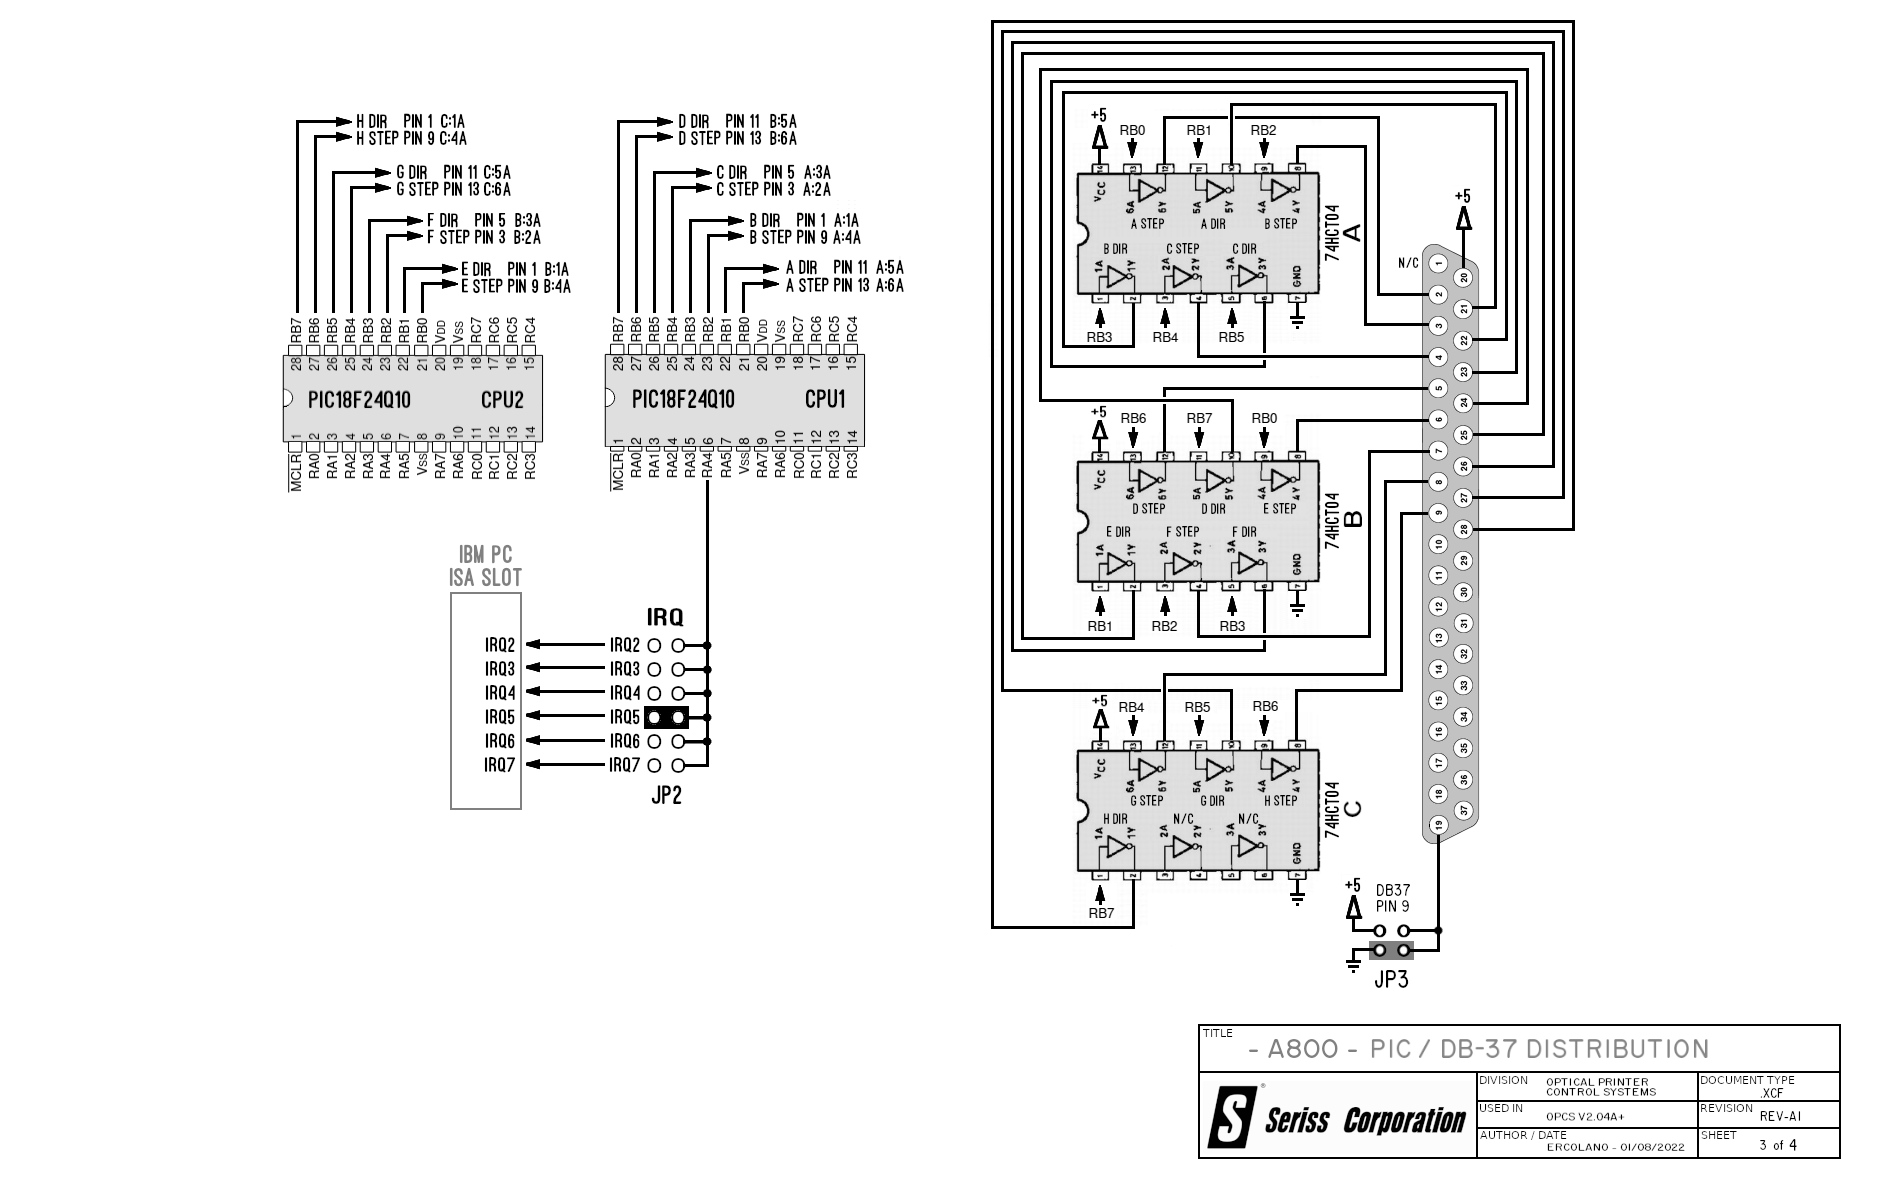 H DIR PIN 1 C:1A
H STEP PIN 9 C:4A
G DIR PIN 11 C:5A
G STEP PIN 13 C:6A
F DIR PIN 5 B:3A
F STEP PIN 3 B:2A
E DIR PIN 1 B:1A
E STEP PIN 9 B:4A
RB7 RB6 RB5 RB4 RB3 RB2 RB1 RB0 VDD VSS RC7 RC6 RC5 RC4
28 27 26 25 24 23 22 21 20 19 18 17 16 15
PIC18F24Q10 CPU2
1 2 3 4 5 6 7 8 9 10 11 12 13 14
MCLR RA0 RA1 RA2 RA3 RA4 RA5 VSS RA7 RA6 RC0 RC1 RC2 RC3
D DIR PIN 11 B:5A
D STEP PIN 13 B:6A
C DIR PIN 5 A:3A
C STEP PIN 3 A:2A
B DIR PIN 1 A:1A
B STEP PIN 9 A:4A
A DIR PIN 11 A:5A
A STEP PIN 13 A:6A
RB7 RB6 RB5 RB4 RB3 RB2 RB1 RB0 VDD VSS RC7 RC6 RC5 RC4
28 27 26 25 24 23 22 21 20 19 18 17 16 15
PIC18F24Q10 CPU1
1 2 3 4 5 6 7 8 9 10 11 12 13 14
MCLR RA0 RA1 RA2 RA3 RA4 RA5 VSS RA7 RA6 RC0 RC1 RC2 RC3
IBM PC
ISA SLOT
IRQ
IRQ2 IRQ2
IRQ3 IRQ3
IRQ4 IRQ4
IRQ5 IRQ5
IRQ6 IRQ6
IRQ7 IRQ7
JP2
+5 RB0 RB1 RB2
14 13 12 11 10 9 8
VCC 6A 6Y 5A 5Y 4A 4Y
A STEP A DIR B STEP
B DIR C STEP C DIR
1A 1Y 2A 2Y 3A 3Y GND
1 2 3 4 5 6 7
RB3 RB4 RB5
74HCT04
A
+5 RB6 RB7 RB0
14 13 12 11 10 9 8
VCC 6A 6Y 5A 5Y 4A 4Y
D STEP D DIR E STEP
E DIR F STEP F DIR
1A 1Y 2A 2Y 3A 3Y GND
1 2 3 4 5 6 7
RB1 RB2 RB3
74HCT04
B
+5 RB4 RB5 RB6
14 13 12 11 10 9 8
VCC 6A 6Y 5A 5Y 4A 4Y
G STEP G DIR H STEP
H DIR N/C N/C
1A 1Y 2A 2Y 3A 3Y GND
1 2 3 4 5 6 7
RB7
74HCT04
C
+5
N/C
1
20
2
21
3
22
4
23
5
24
6
25
7
26
8
27
9
28
10
29
11
30
12
31
13
32
14
33
15
34
16
35
17
36
18
37
19
+5 DB37
PIN 9
JP3
TITLE
- A800 - PIC / DB-37 DISTRIBUTION
S ® Seriss Corporation
DIVISION OPTICAL PRINTER
CONTROL SYSTEMS
DOCUMENT TYPE
.XCF
USED IN
OPCS V2.04A+
REVISION REV-A1
AUTHOR / DATE
ERCOLANO - 01/08/2022
SHEET 3 of 4